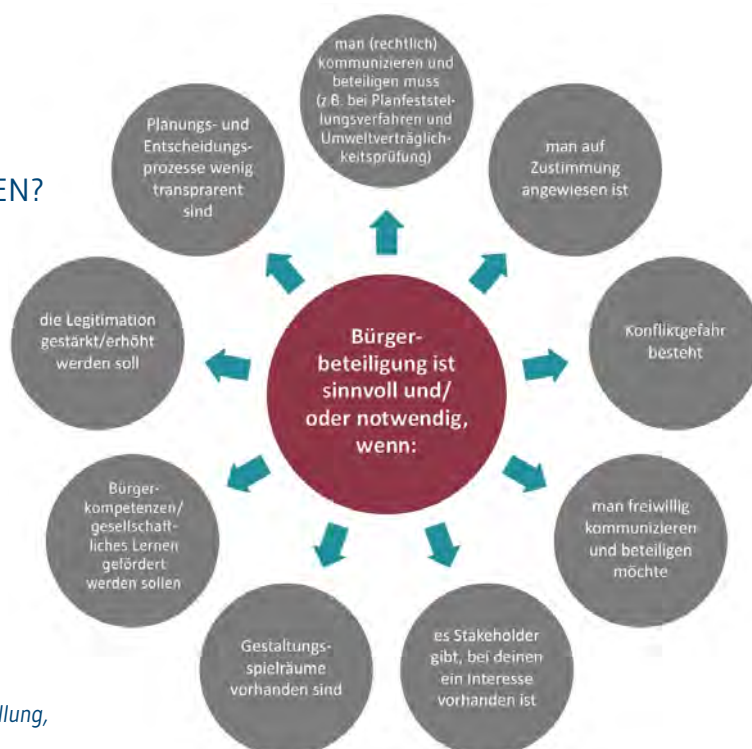 EN?
man (rechtlich)
kommunizieren und
beteiligen muss
(z.B. bei Planfeststel-
lungsverfahren und
Umweltverträglich-
keitsprüfung)
man auf
Zustimmung
angewiesen ist
Konfliktgefahr
besteht
man freiwillig
kommunizieren
und beteiligen
möchte
es Stakeholder
gibt, bei deinen
ein Interesse
vorhanden ist
Gestaltungs-
spielräume
vorhanden sind
Bürger-
kompetenzen/
gesellschaft-
liches Lernen
gefördert
werden sollen
die Legitimation
gestärkt/erhöht
werden soll
Planungs- und
Entscheidungs-
prozesse wenig
transprarent
sind
Bürger-
beteiligung ist
sinnvoll und/
oder notwendig,
wenn:
llung,